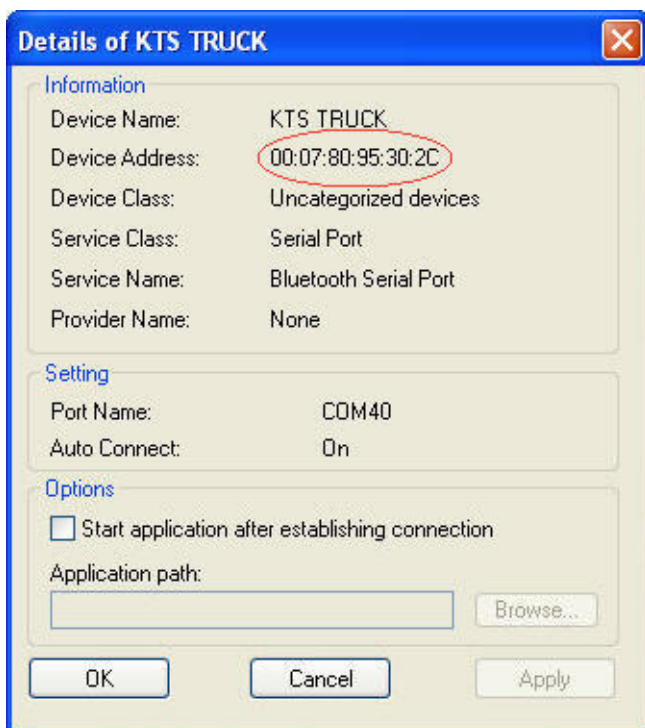 Details of KTS TRUCK
Information
Device Name: KTS TRUCK
Device Address: 00:07:80:95:30:2C
Device Class: Uncategorized devices
Service Class: Serial Port
Service Name: Bluetooth Serial Port
Provider Name: None
Setting
Port Name: COM40
Auto Connect: On
Options
Start application after establishing connection
Application path:
Browse...
OK Cancel Apply